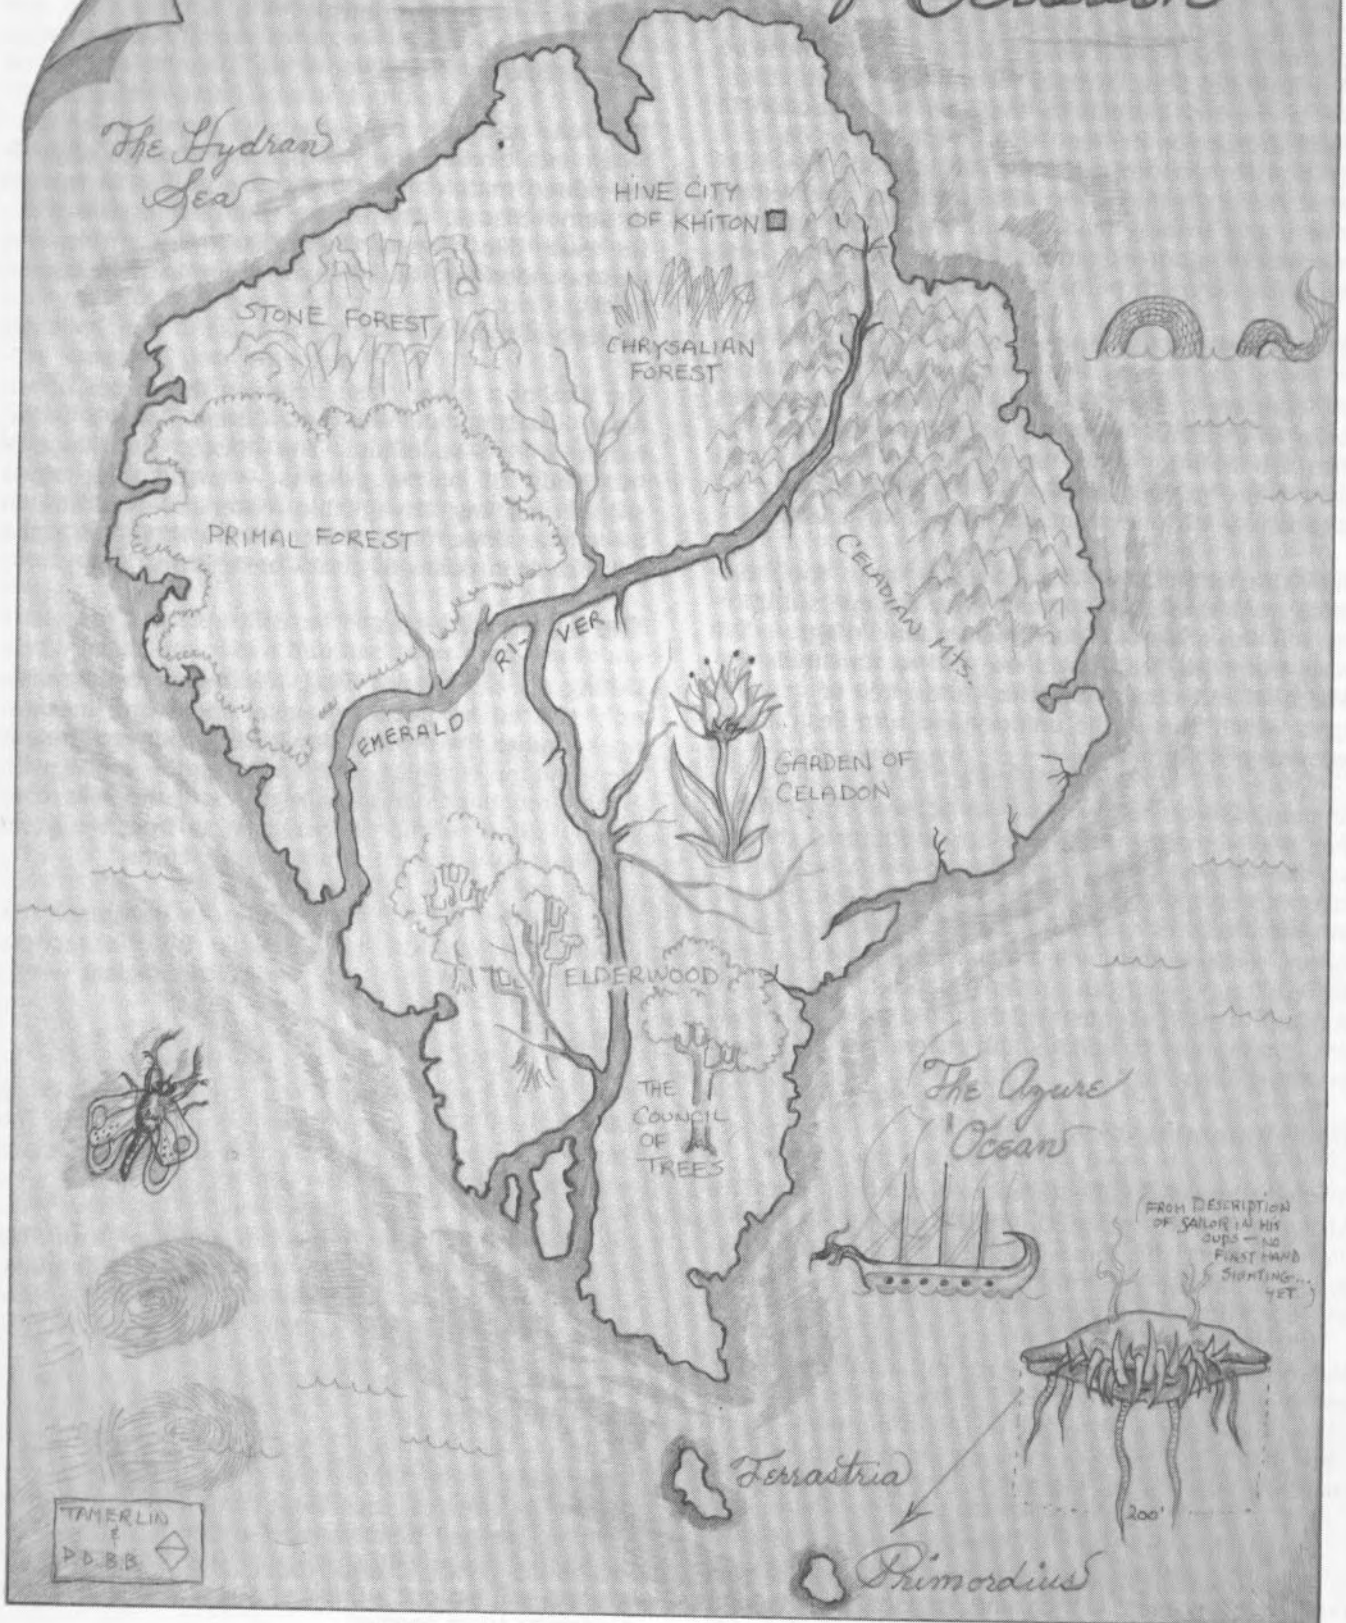 The Hydran
Sea
HIVE CITY
OF KHITON
STONE FOREST
CHRYSALIAN
FOREST
PRIMAL FOREST
CELADIAN Mts.
EMERALD RI- VER
GARDEN OF
CELADON
ELDERWOOD
THE
COUNCIL
OF
TREES
The Azure
Ocean
(FROM DESCRIPTION
OF SAILOR IN HIS
CUPS — NO
FIRST HAND
SIGHTING...
YET.)
200'
Terrastria
Primordius
TAMERLIN
&
P.D.B.B.